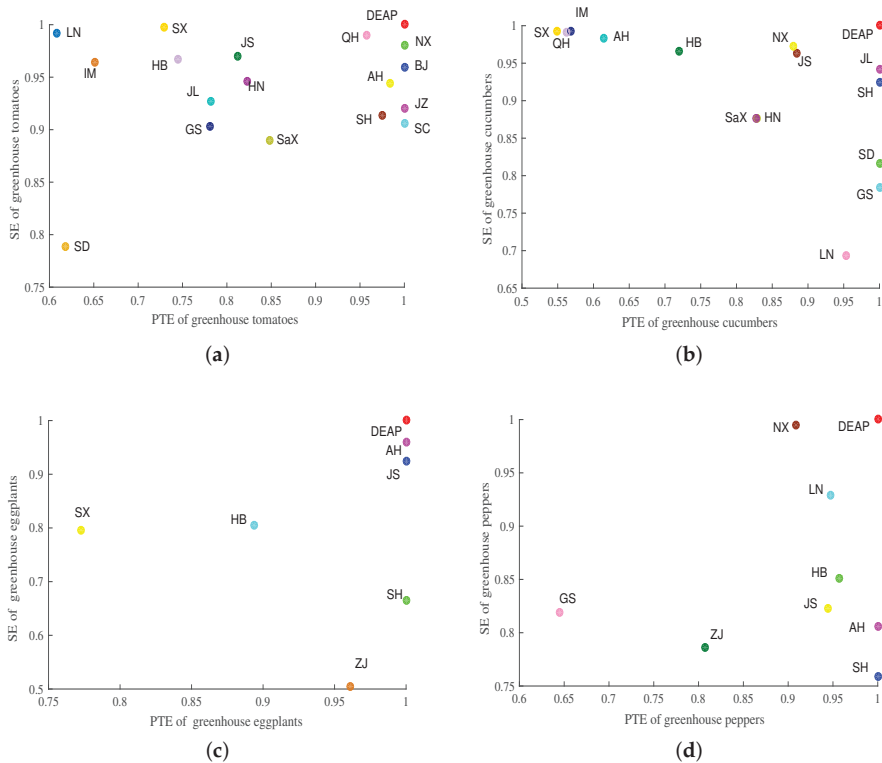 1
0.95
0.9
0.85
0.8
0.75
SE of greenhouse tomatoes
LN
IM
SX
HB
JS
JL
HN
GS
SaX
SD
QH
DEAP
NX
BJ
AH
JZ
SH
SC
0.6 0.65 0.7 0.75 0.8 0.85 0.9 0.95 1
PTE of greenhouse tomatoes
(a)
1
0.95
0.9
0.85
0.8
0.75
0.7
0.65
SE of greenhouse cucumbers
IM
SX
QH
AH
HB
NX
JS
DEAP
JL
SH
SaX HN
SD
GS
LN
0.5 0.55 0.6 0.65 0.7 0.75 0.8 0.85 0.9 0.95 1
PTE of greenhouse cucumbers
(b)
1
0.9
0.8
0.7
0.6
0.5
SE of greenhouse eggplants
DEAP
AH
JS
SX
HB
SH
ZJ
0.75 0.8 0.85 0.9 0.95 1
PTE of greenhouse eggplants
(c)
1
0.95
0.9
0.85
0.8
0.75
SE of greenhouse peppers
NX
DEAP
LN
HB
GS
JS
AH
ZJ
SH
0.6 0.65 0.7 0.75 0.8 0.85 0.9 0.95 1
PTE of greenhouse peppers
(d)